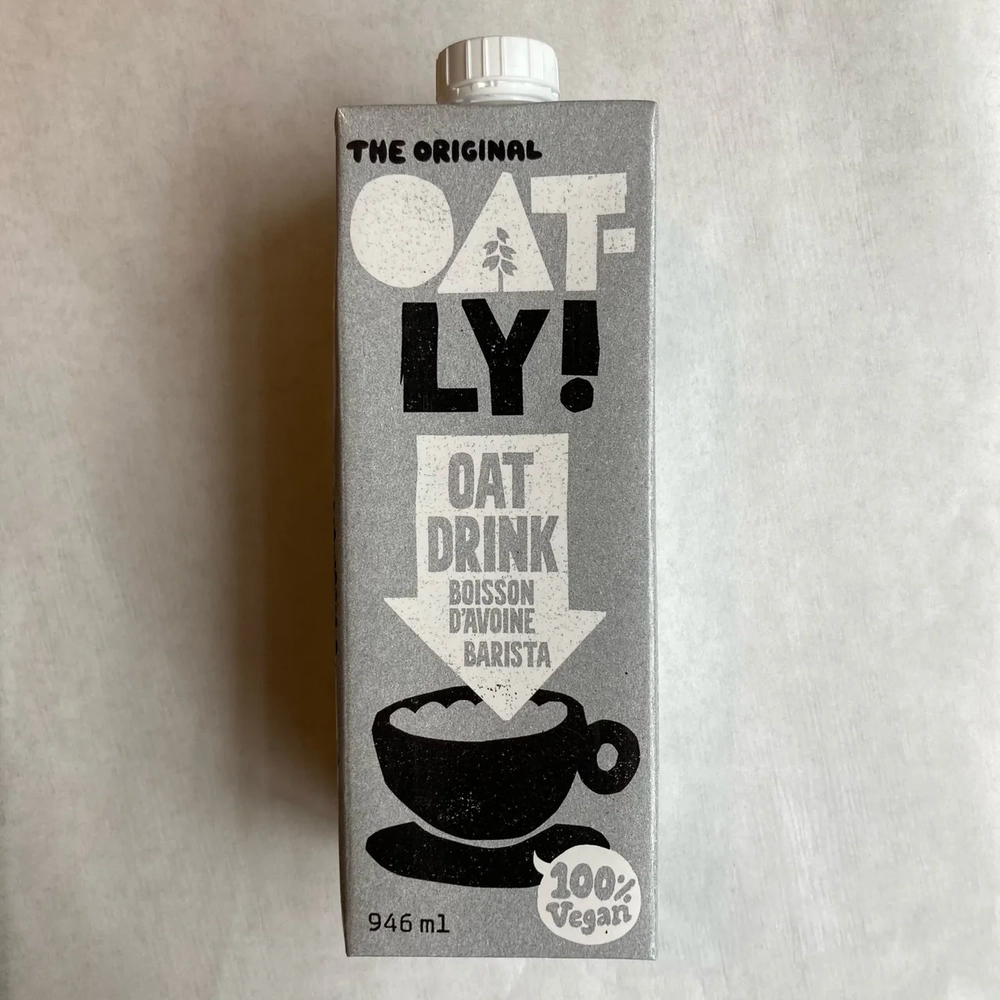 THE ORIGINAL
OAT-
LY!
OAT
DRINK
BOISSON
D'AVOINE
BARISTA
100%
Vegan
946 ml